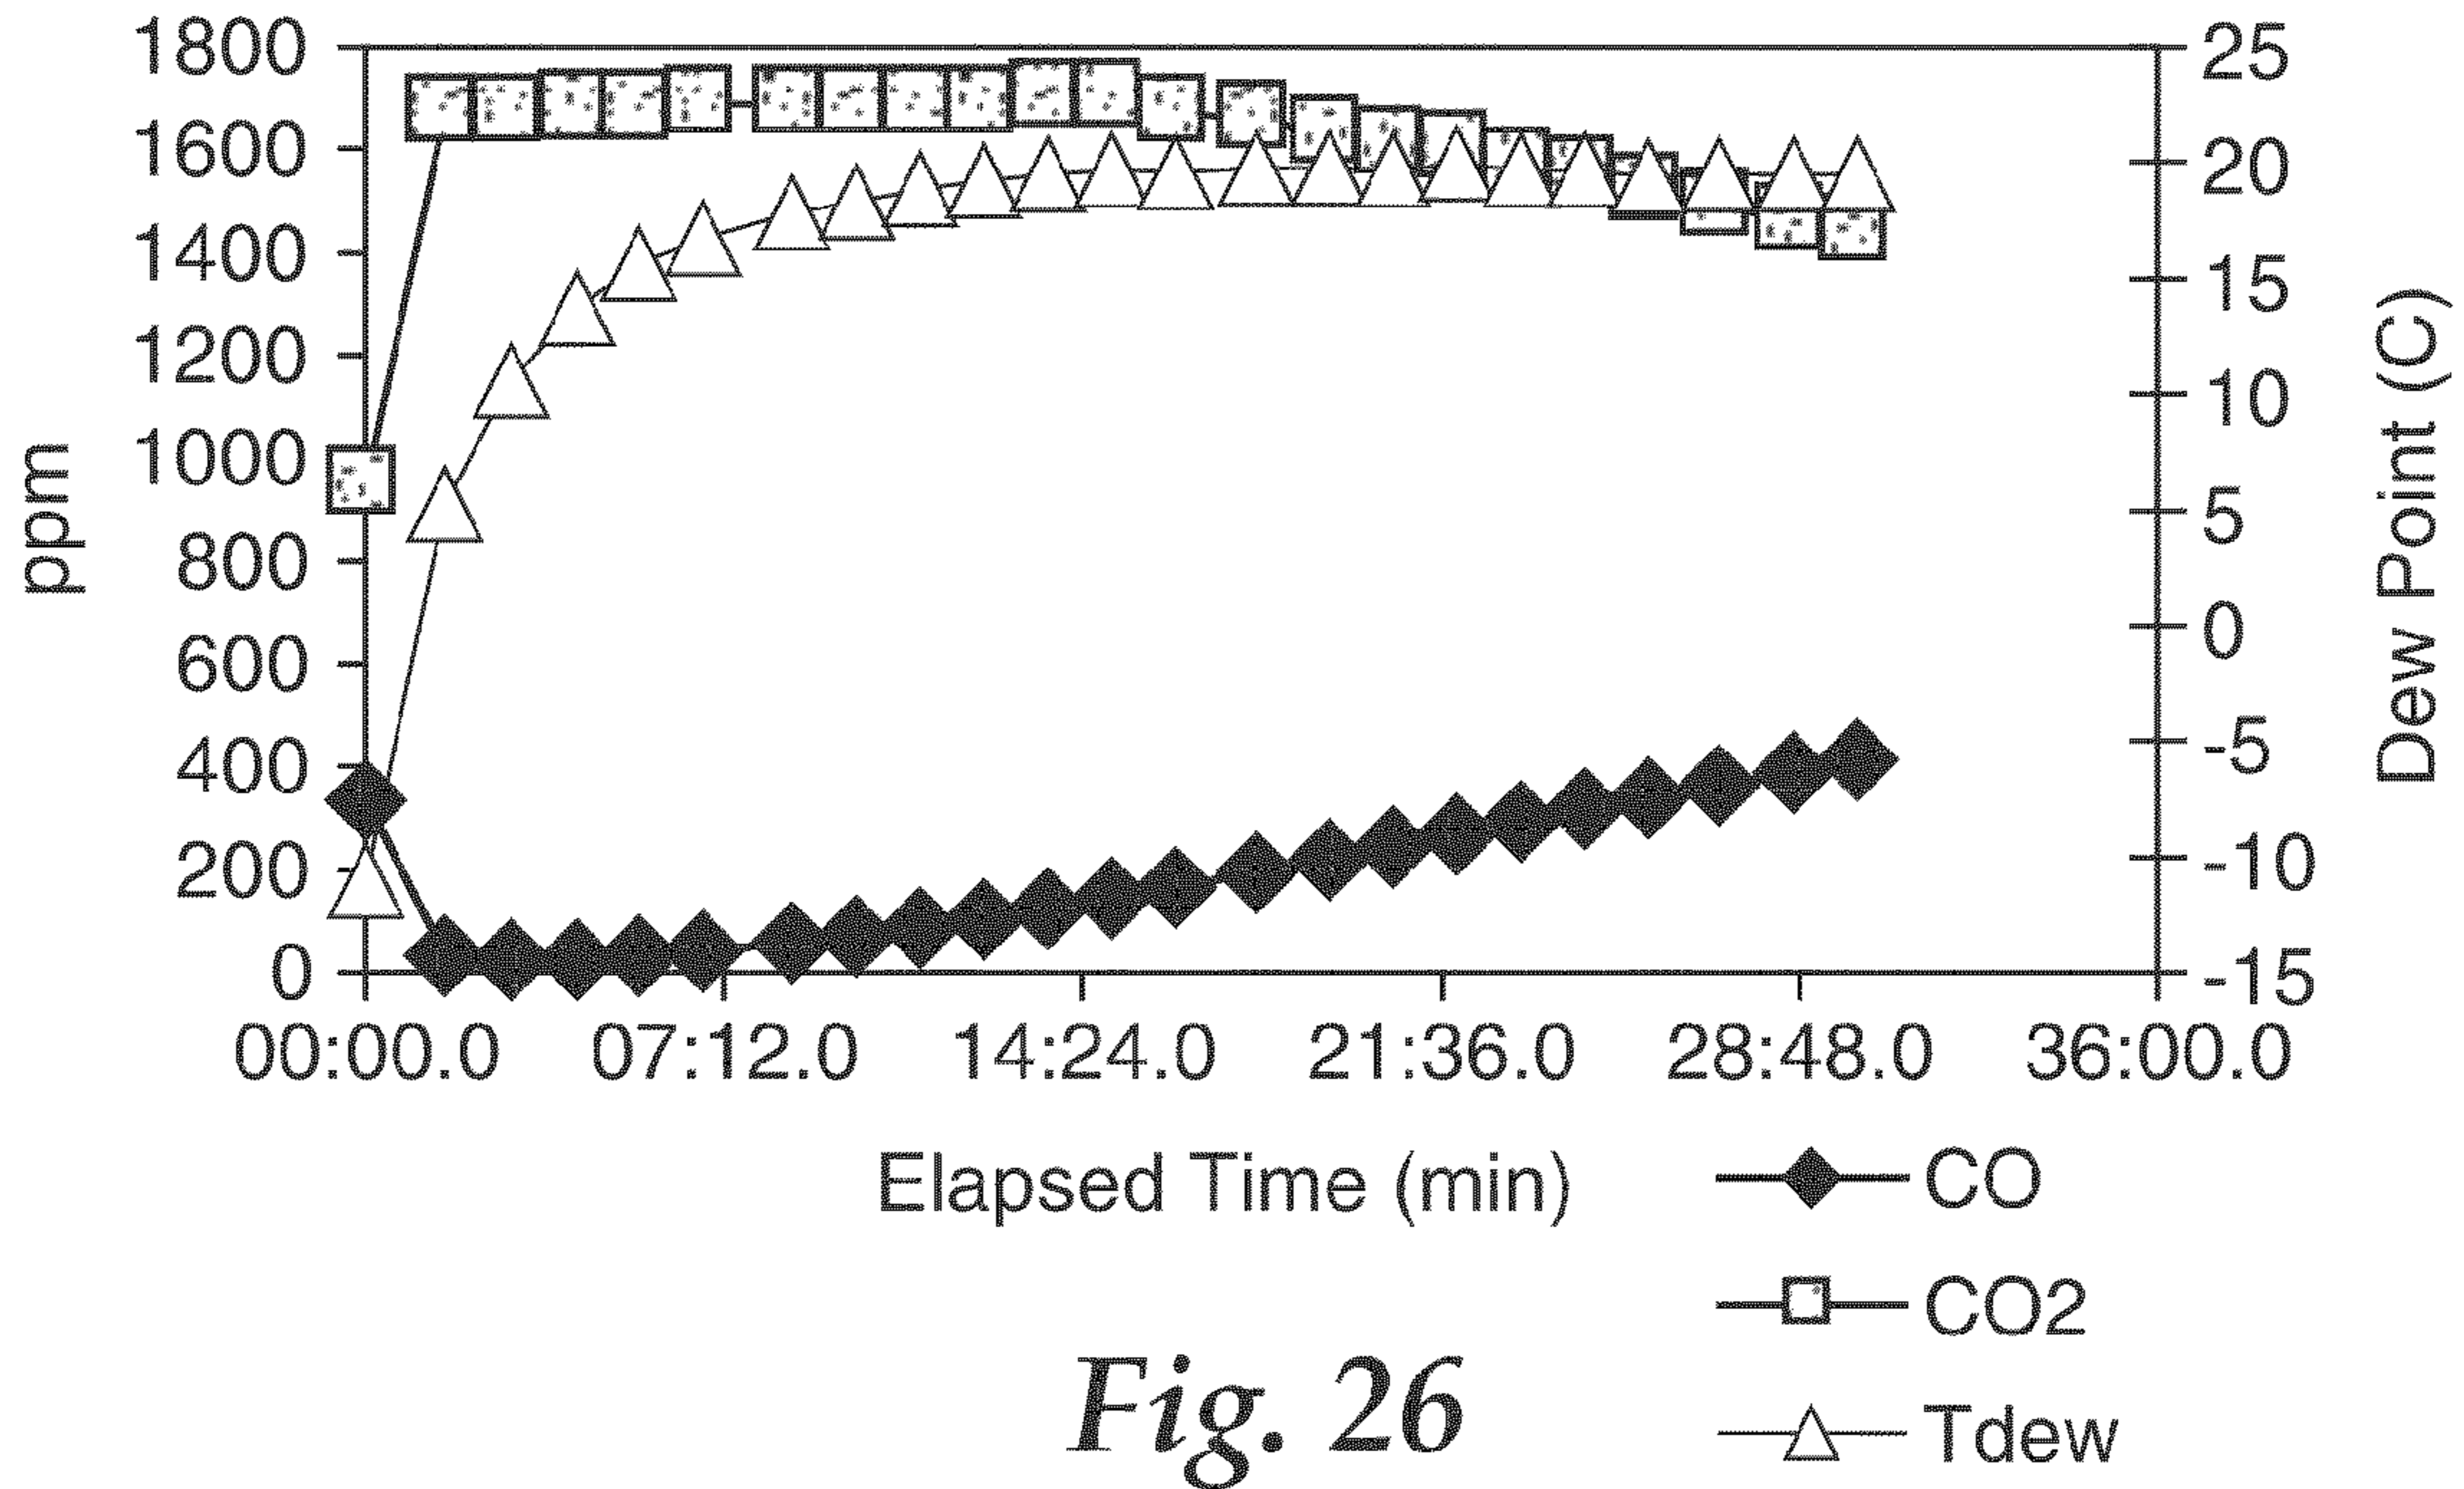 1800
1600
1400
1200
1000
800
600
400
200
0
ppm
25
20
15
10
5
0
-5
-10
-15
Dew Point (C)
00:00.0 07:12.0 14:24.0 21:36.0 28:48.0 36:00.0
Elapsed Time (min)
CO
CO2
Tdew
Fig. 26